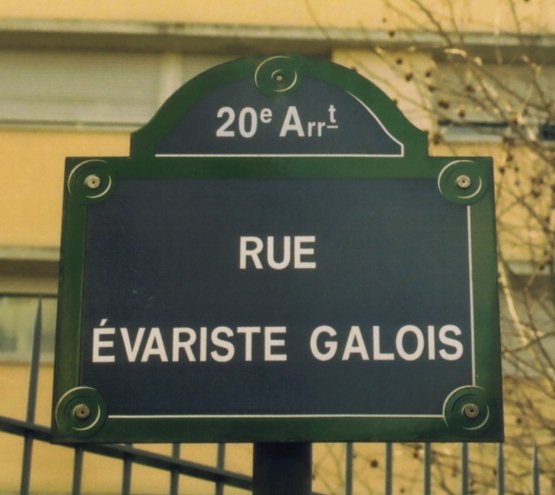 20e Arrt
RUE
ÉVARISTE GALOIS